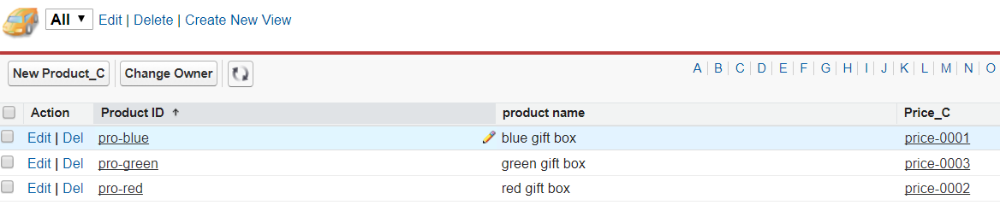 All ▼ Edit | Delete | Create New View
New Product_C Change Owner A B C D E F G H I J K L M N O
Action Product ID ↑ product name Price_C
Edit | Del pro-blue blue gift box price-0001
Edit | Del pro-green green gift box price-0003
Edit | Del pro-red red gift box price-0002